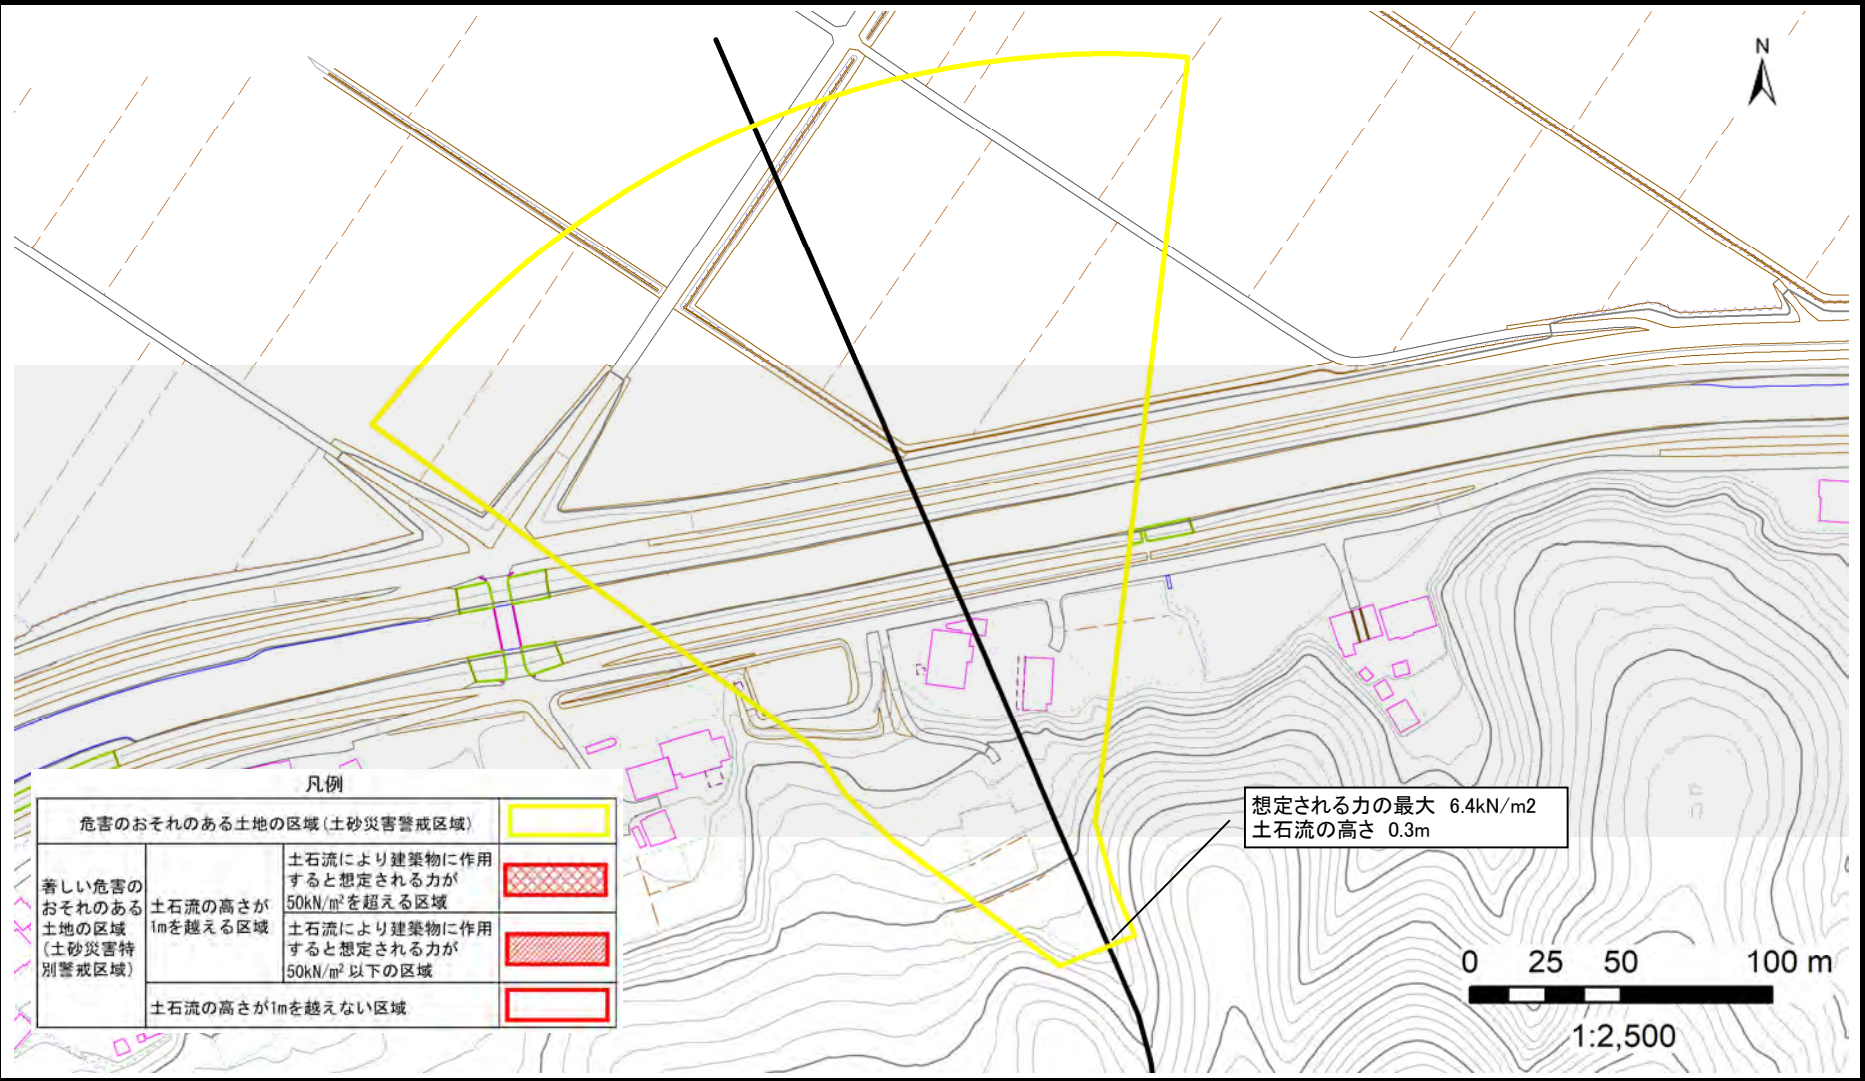 N
想定される力の最大 6.4kN/m2
土石流の高さ 0.3m
凡例
危害のおそれのある土地の区域(土砂災害警戒区域)
著しい危害の
おそれのある
土地の区域
(土砂災害特
別警戒区域)
土石流の高さが
1mを越える区域
土石流により建築物に作用
すると想定される力が
50kN/m²を超える区域
土石流により建築物に作用
すると想定される力が
50kN/m²以下の区域
土石流の高さが1mを越えない区域
0 25 50 100 m
1:2,500